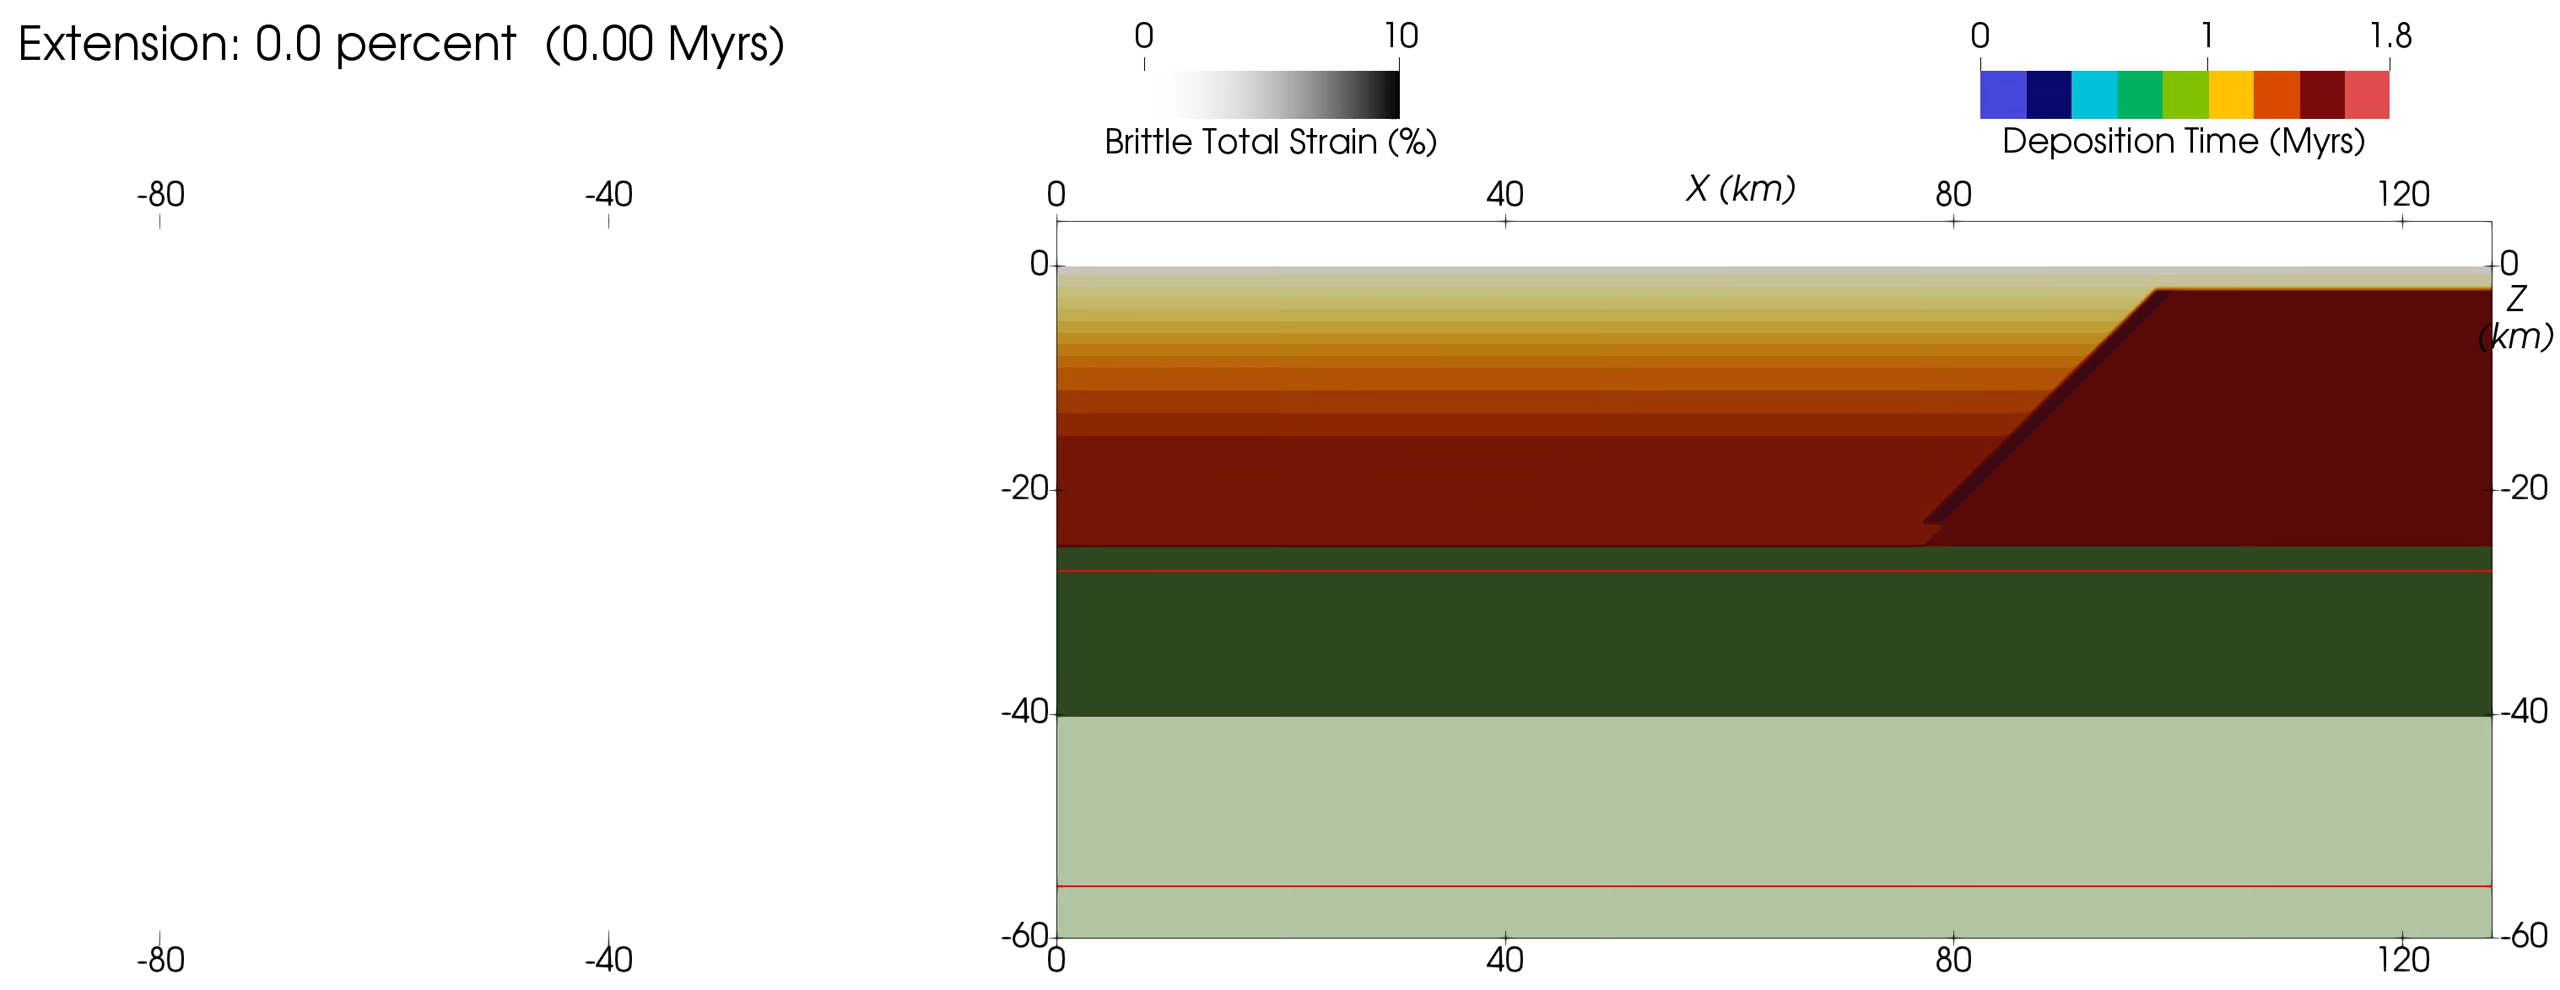 Extension: 0.0 percent (0.00 Myrs)
0 10
Brittle Total Strain (%)
0 1 1.8
Deposition Time (Myrs)
-80 -40 0 40 X (km) 80 120
0 0
Z
(km)
-20 -20
-40 -40
-60 -60
-80 -40 0 40 80 120